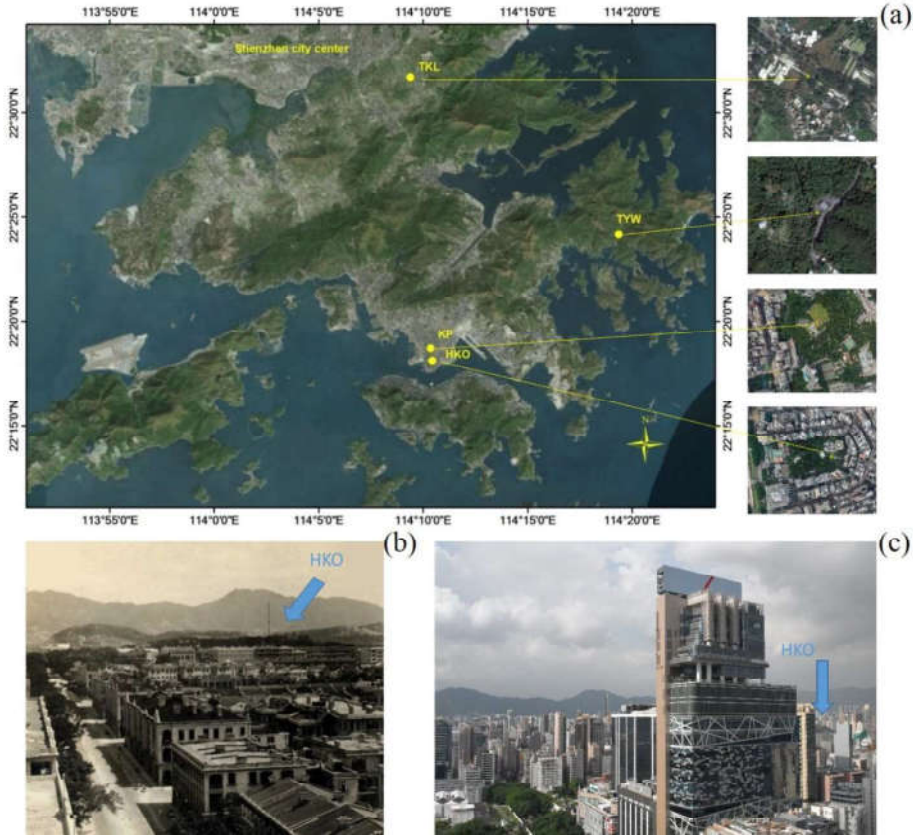 (a)
113°55'0"E 114°0'0"E 114°5'0"E 114°10'0"E 114°15'0"E 114°20'0"E
Shenzhen city center
TKL
22°30'0"N 22°30'0"N
TYW
22°25'0"N 22°25'0"N
22°20'0"N 22°20'0"N
KP
HKO
22°15'0"N 22°15'0"N
N
113°55'0"E 114°0'0"E 114°5'0"E 114°10'0"E 114°15'0"E 114°20'0"E
(b)
HKO
(c)
HKO